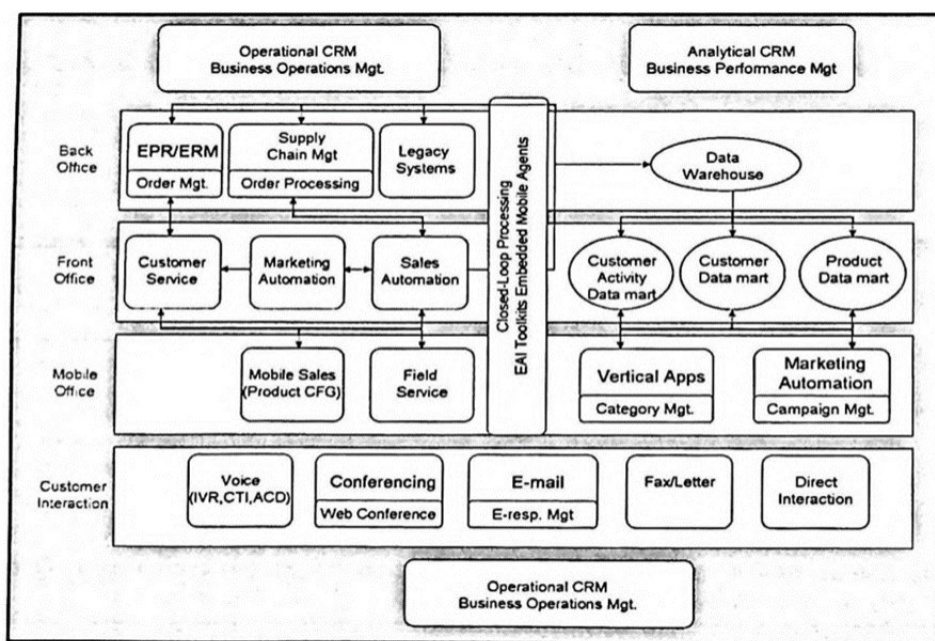 Operational CRM
Business Operations Mgt.
Analytical CRM
Business Performance Mgt
Back
Office
EPR/ERM
Order Mgt.
Supply
Chain Mgt
Order Processing
Legacy
Systems
Closed-Loop Processing
EAI Toolkits Embedded Mobile Agents
Data
Warehouse
Front
Office
Customer
Service
Marketing
Automation
Sales
Automation
Customer
Activity
Data mart
Customer
Data mart
Product
Data mart
Mobile
Office
Mobile Sales
(Product CFG)
Field
Service
Vertical Apps
Category Mgt.
Marketing
Automation
Campaign Mgt.
Customer
Interaction
Voice
(IVR,CTI,ACD)
Conferencing
Web Conference
E-mail
E-resp. Mgt
Fax/Letter
Direct
Interaction
Operational CRM
Business Operations Mgt.